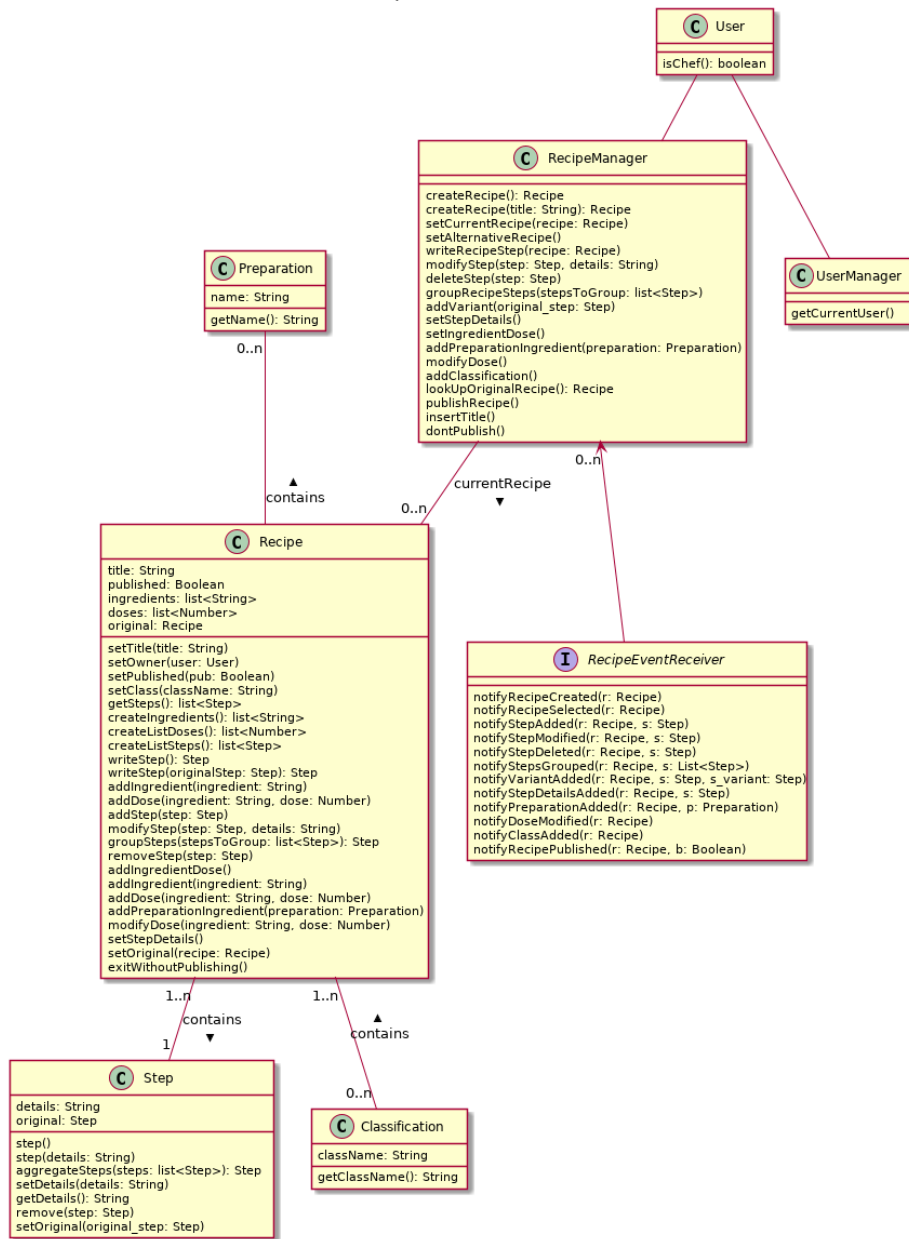 C User
isChef(): boolean
C RecipeManager
createRecipe(): Recipe
createRecipe(title: String): Recipe
setCurrentRecipe(recipe: Recipe)
setAlternativeRecipe()
writeRecipeStep(recipe: Recipe)
modifyStep(step: Step, details: String)
deleteStep(step: Step)
groupRecipeSteps(stepsToGroup: list<Step>)
addVariant(original_step: Step)
setStepDetails()
setIngredientDose()
addPreparationIngredient(preparation: Preparation)
modifyDose()
addClassification()
lookUpOriginalRecipe(): Recipe
publishRecipe()
insertTitle()
dontPublish()
C UserManager
getCurrentUser()
C Preparation
name: String
getName(): String
0..n
▲
contains
currentRecipe
▼
0..n
0..n
C Recipe
title: String
published: Boolean
ingredients: list<String>
doses: list<Number>
original: Recipe
setTitle(title: String)
setOwner(user: User)
setPublished(pub: Boolean)
setClass(className: String)
getSteps(): list<Step>
createIngredients(): list<String>
createListDoses(): list<Number>
createListSteps(): list<Step>
writeStep(): Step
writeStep(originalStep: Step): Step
addIngredient(ingredient: String)
addDose(ingredient: String, dose: Number)
addStep(step: Step)
modifyStep(step: Step, details: String)
groupSteps(stepsToGroup: list<Step>): Step
removeStep(step: Step)
addIngredientDose()
addIngredient(ingredient: String)
addDose(ingredient: String, dose: Number)
addPreparationIngredient(preparation: Preparation)
modifyDose(ingredient: String, dose: Number)
setStepDetails()
setOriginal(recipe: Recipe)
exitWithoutPublishing()
I RecipeEventReceiver
notifyRecipeCreated(r: Recipe)
notifyRecipeSelected(r: Recipe)
notifyStepAdded(r: Recipe, s: Step)
notifyStepModified(r: Recipe, s: Step)
notifyStepDeleted(r: Recipe, s: Step)
notifyStepsGrouped(r: Recipe, s: List<Step>)
notifyVariantAdded(r: Recipe, s: Step, s_variant: Step)
notifyStepDetailsAdded(r: Recipe, s: Step)
notifyPreparationAdded(r: Recipe, p: Preparation)
notifyDoseModified(r: Recipe)
notifyClassAdded(r: Recipe)
notifyRecipePublished(r: Recipe, b: Boolean)
1..n
contains
▼
1
1..n
▲
contains
0..n
C Step
details: String
original: Step
step()
step(details: String)
aggregateSteps(steps: list<Step>): Step
setDetails(details: String)
getDetails(): String
remove(step: Step)
setOriginal(original_step: Step)
C Classification
className: String
getClassName(): String